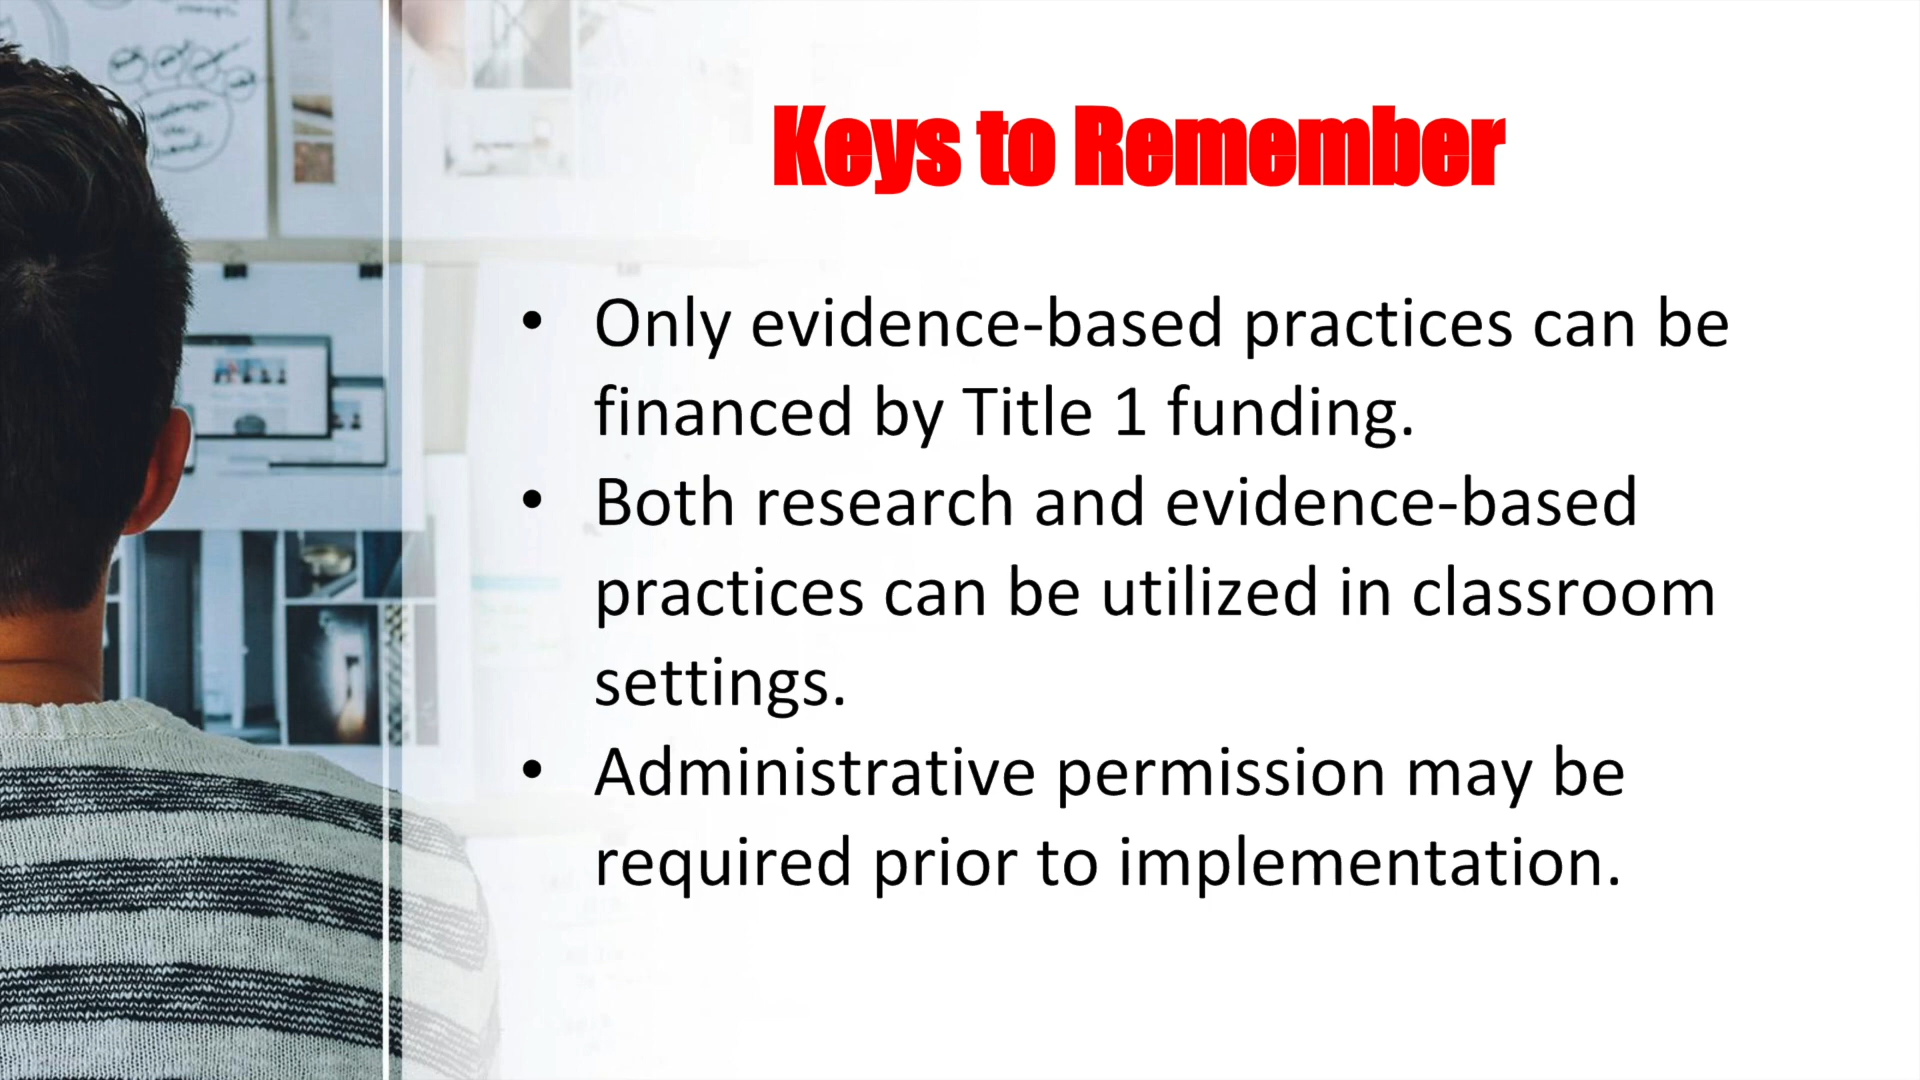 Keys to Remember
• Only evidence-based practices can be
financed by Title 1 funding.
• Both research and evidence-based
practices can be utilized in classroom
settings.
• Administrative permission may be
required prior to implementation.